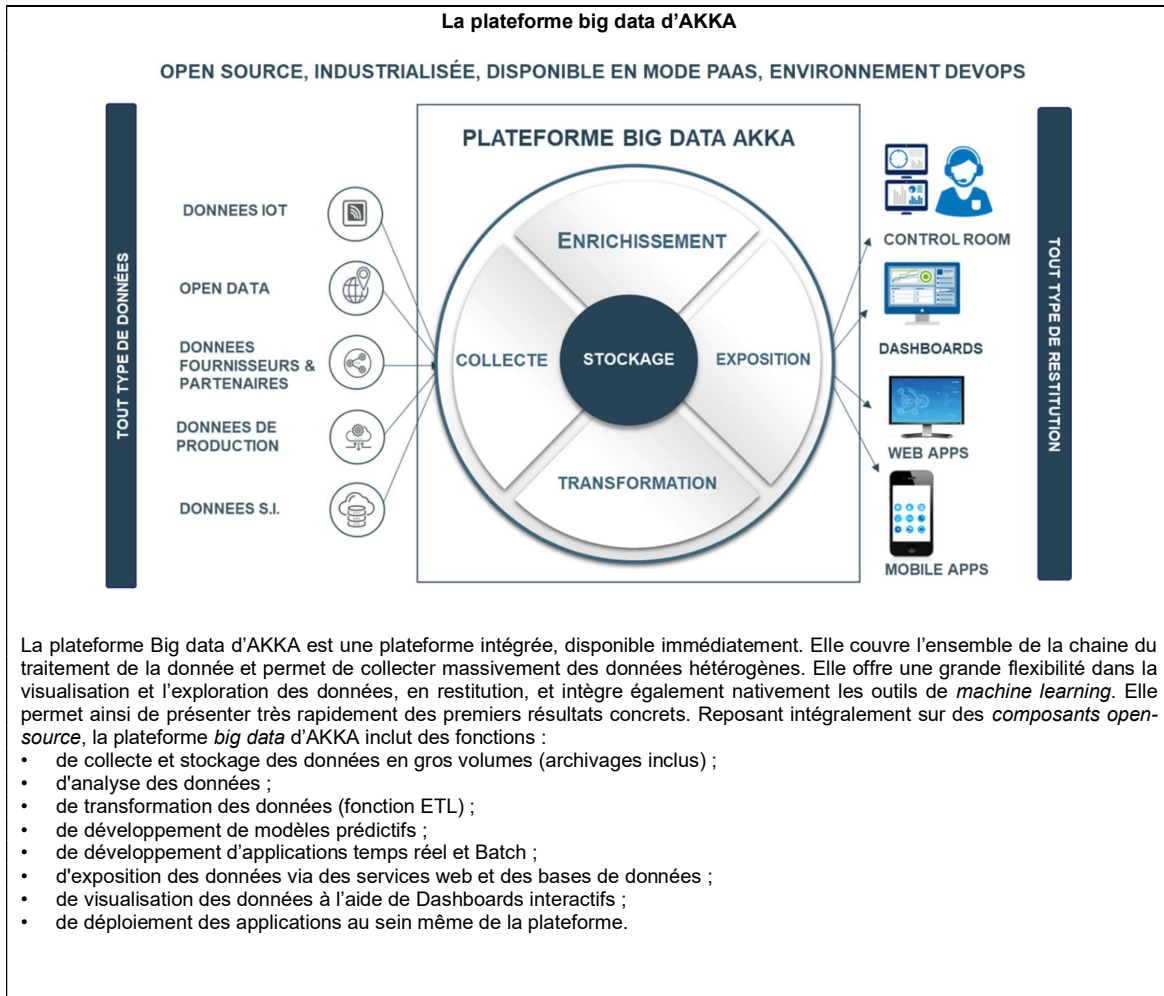 La plateforme big data d’AKKA
OPEN SOURCE, INDUSTRIALISÉE, DISPONIBLE EN MODE PAAS, ENVIRONNEMENT DEVOPS
TOUT TYPE DE DONNÉES
DONNEES IOT
OPEN DATA
DONNEES
FOURNISSEURS &
PARTENAIRES
DONNEES DE
PRODUCTION
DONNEES S.I.
PLATEFORME BIG DATA AKKA
ENRICHISSEMENT
COLLECTE
STOCKAGE
EXPOSITION
TRANSFORMATION
CONTROL ROOM
DASHBOARDS
WEB APPS
MOBILE APPS
TOUT TYPE DE RESTITUTION
La plateforme Big data d’AKKA est une plateforme intégrée, disponible immédiatement. Elle couvre l’ensemble de la chaine du
traitement de la donnée et permet de collecter massivement des données hétérogènes. Elle offre une grande flexibilité dans la
visualisation et l’exploration des données, en restitution, et intègre également nativement les outils de machine learning. Elle
permet ainsi de présenter très rapidement des premiers résultats concrets. Reposant intégralement sur des composants open-
source, la plateforme big data d’AKKA inclut des fonctions :
• de collecte et stockage des données en gros volumes (archivages inclus) ;
• d'analyse des données ;
• de transformation des données (fonction ETL) ;
• de développement de modèles prédictifs ;
• de développement d’applications temps réel et Batch ;
• d'exposition des données via des services web et des bases de données ;
• de visualisation des données à l’aide de Dashboards interactifs ;
• de déploiement des applications au sein même de la plateforme.